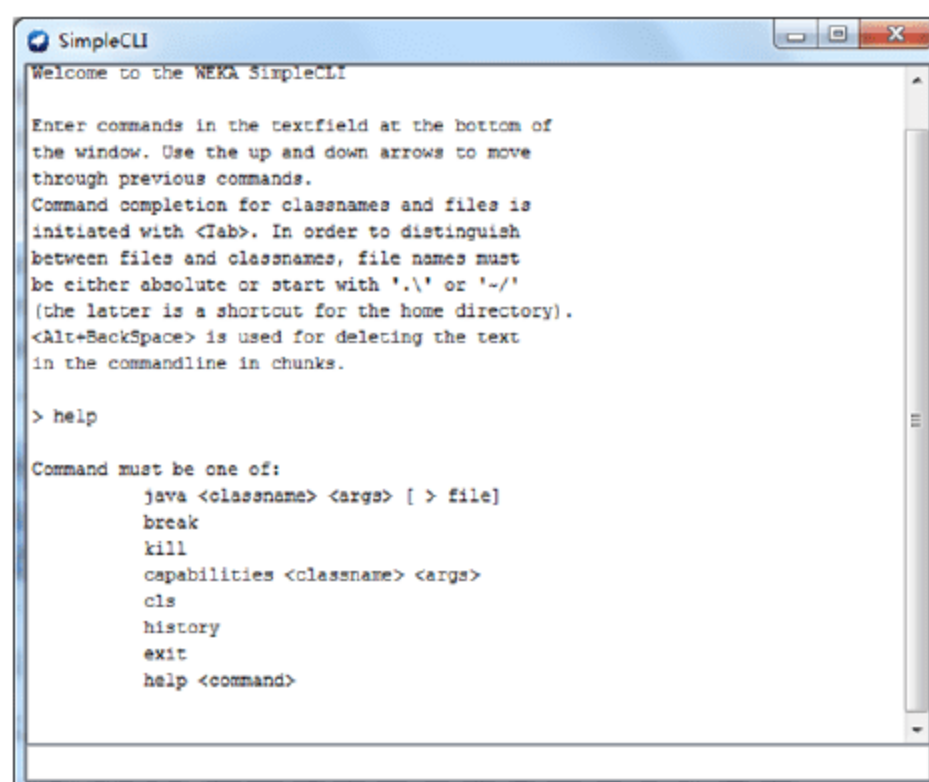 SimpleCLI
Welcome to the WEKA SimpleCLI
Enter commands in the textfield at the bottom of
the window. Use the up and down arrows to move
through previous commands.
Command completion for classnames and files is
initiated with <Tab>. In order to distinguish
between files and classnames, file names must
be either absolute or start with '.\' or '~/'
(the latter is a shortcut for the home directory).
<Alt+BackSpace> is used for deleting the text
in the commandline in chunks.
> help
Command must be one of:
java <classname> <args> [ > file]
break
kill
capabilities <classname> <args>
cls
history
exit
help <command>